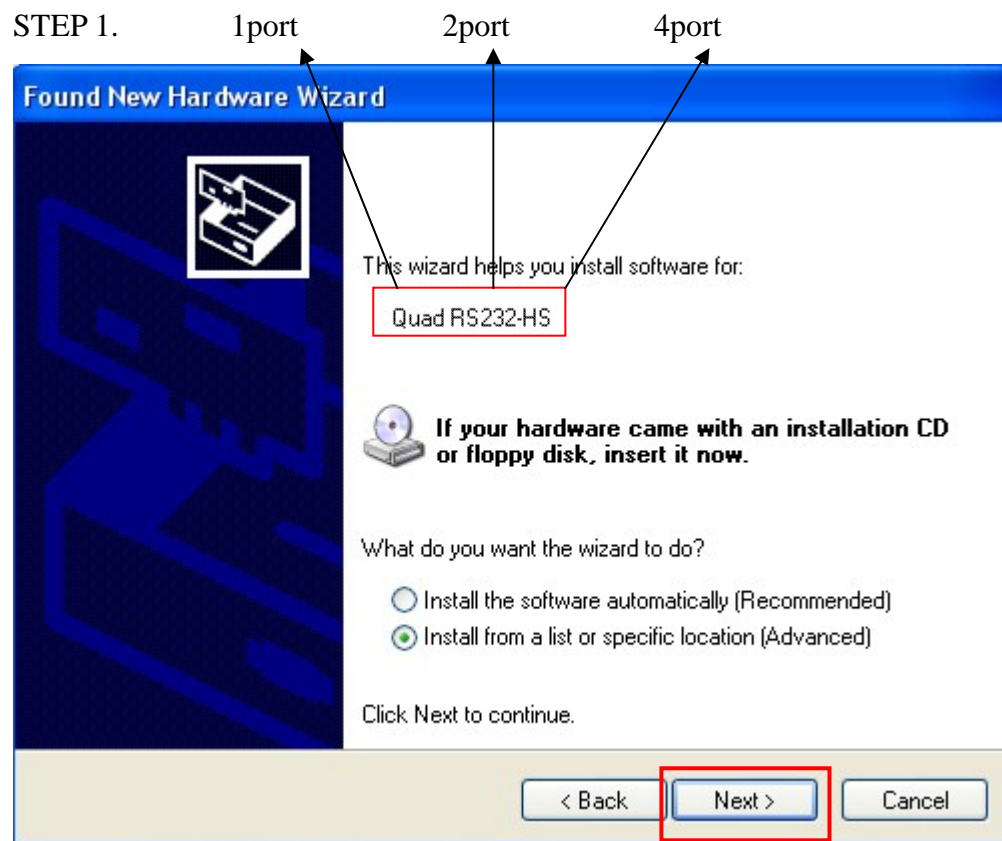 STEP 1. 1port 2port 4port
Found New Hardware Wizard
This wizard helps you install software for:
Quad RS232-HS
If your hardware came with an installation CD
or floppy disk, insert it now.
What do you want the wizard to do?
Install the software automatically (Recommended)
Install from a list or specific location (Advanced)
Click Next to continue.
< Back Next > Cancel